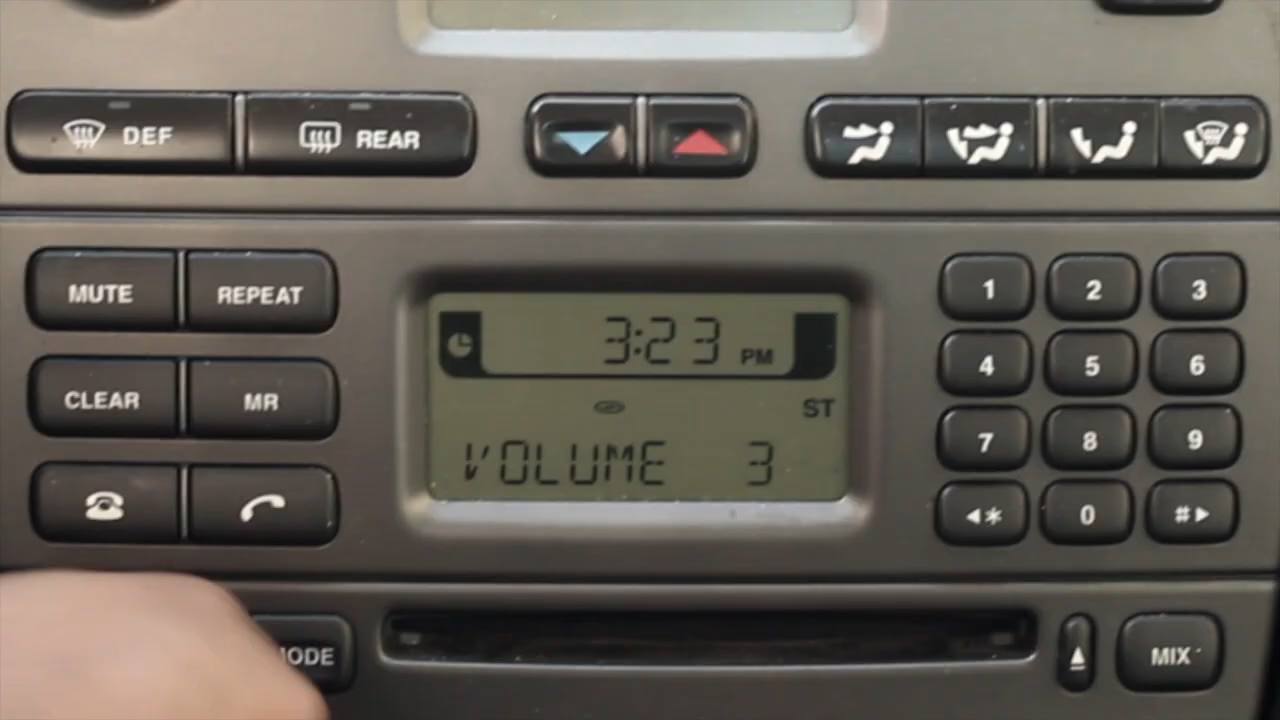 DEF REAR
MUTE REPEAT
CLEAR MR
3:23 PM
ST
VOLUME 3
1 2 3
4 5 6
7 8 9
* 0 #
MODE
MIX